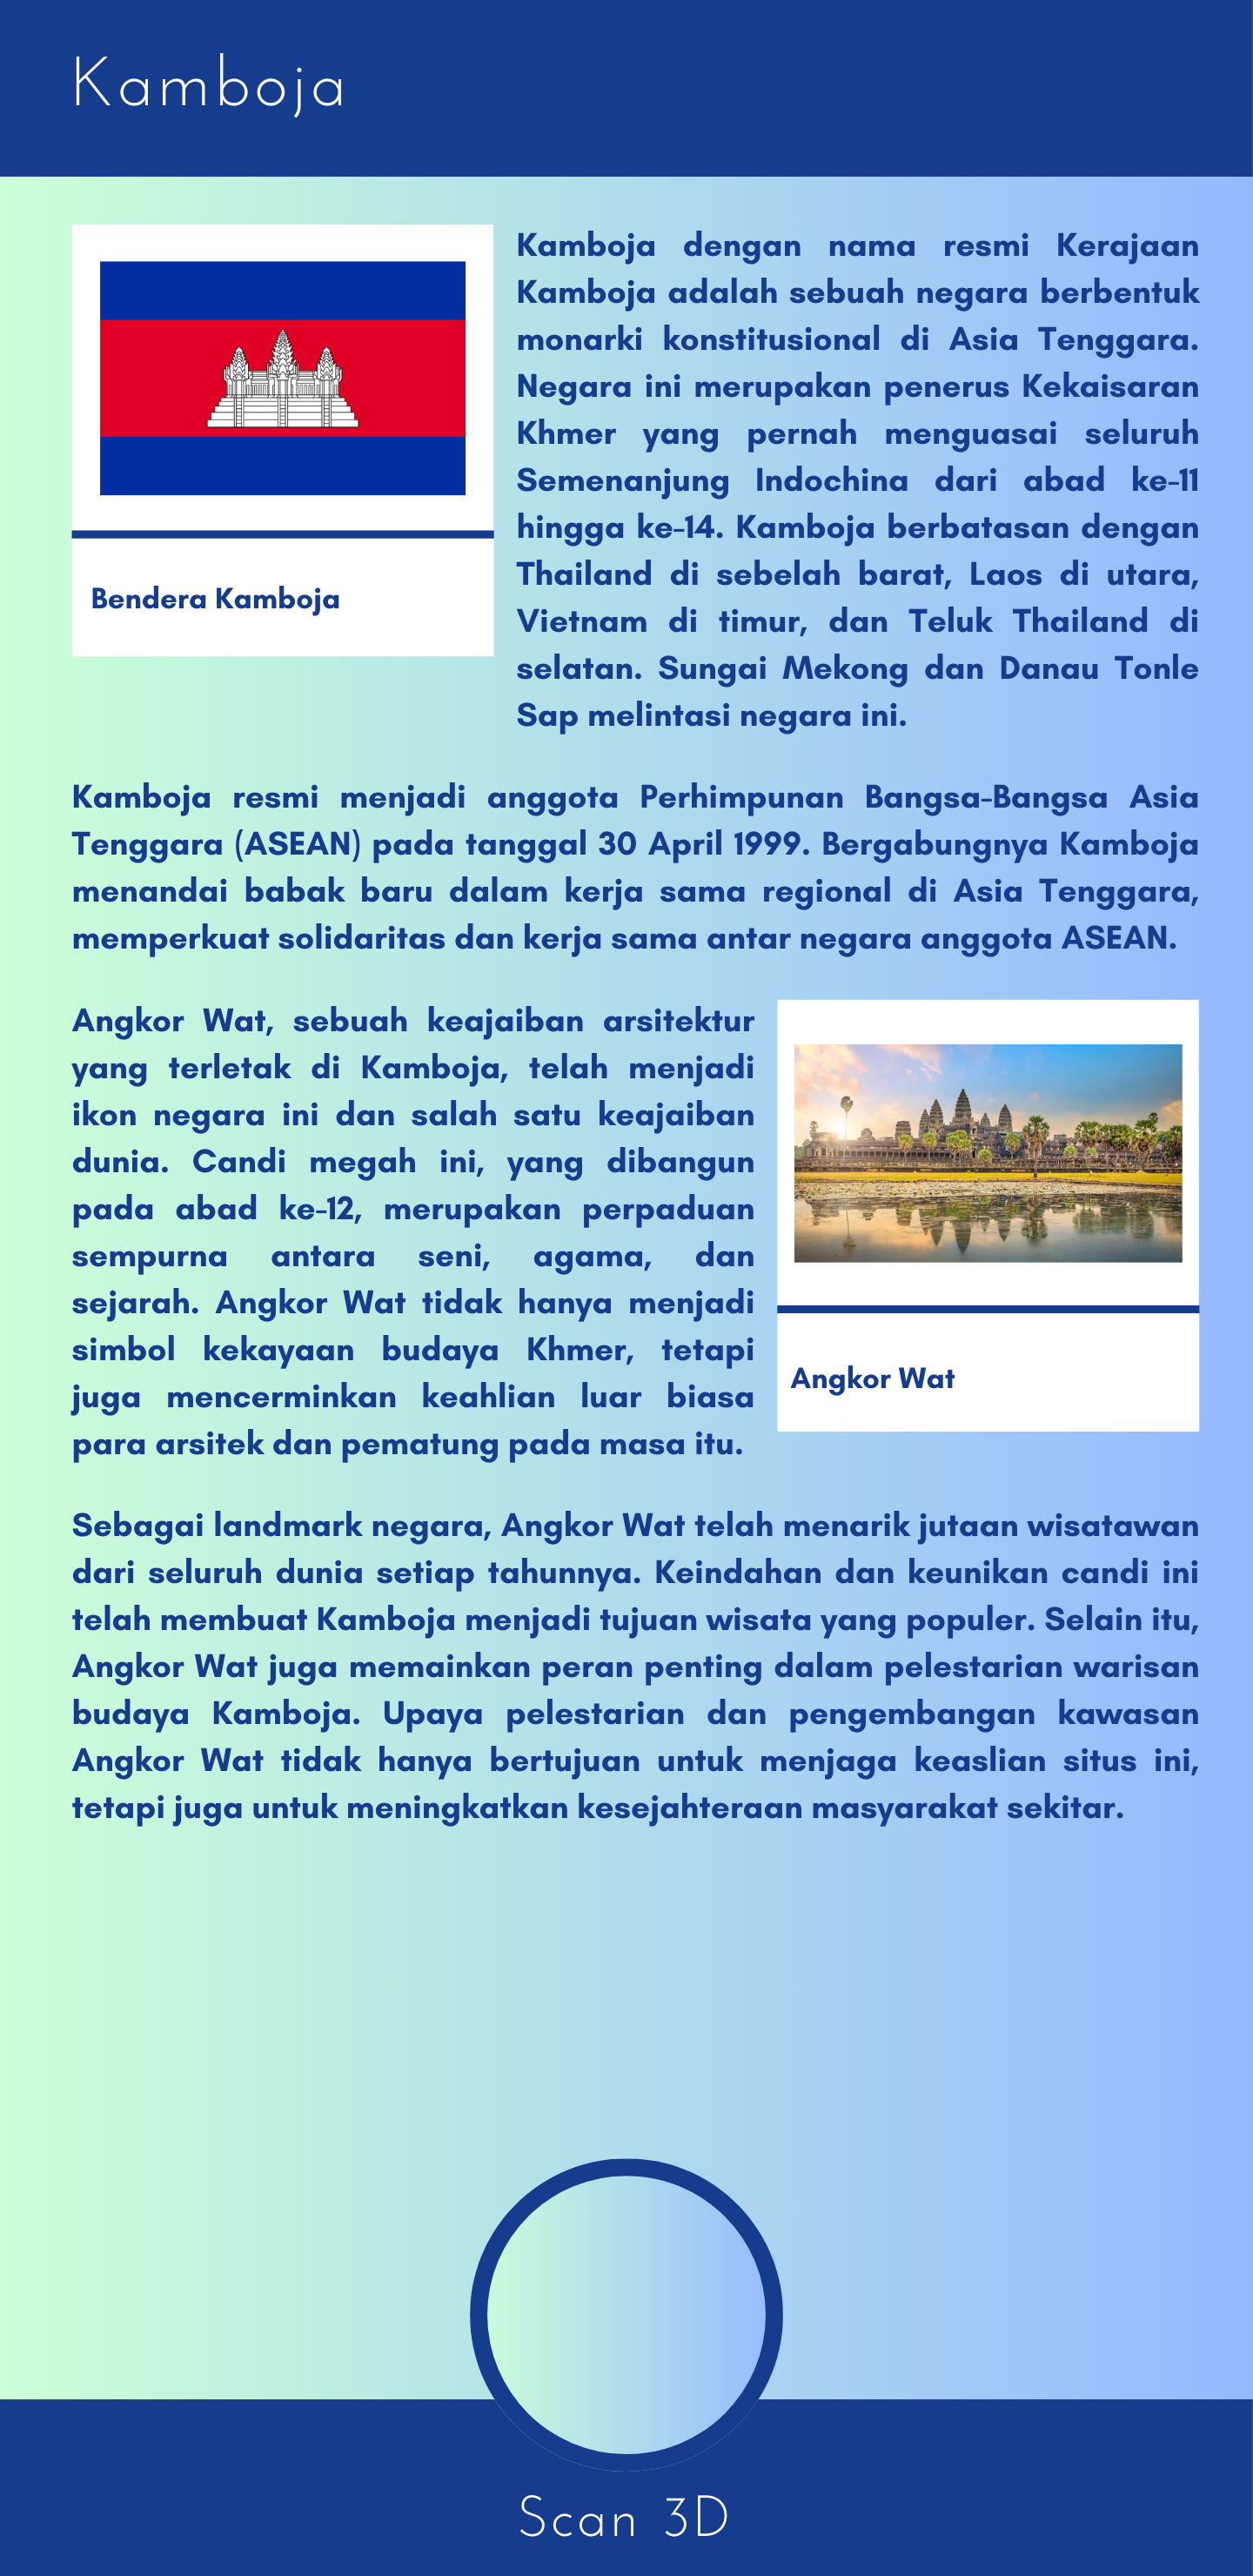 Kamboja
Kamboja dengan nama resmi Kerajaan
Kamboja adalah sebuah negara berbentuk
monarki konstitusional di Asia Tenggara.
Negara ini merupakan penerus Kekaisaran
Khmer yang pernah menguasai seluruh
Semenanjung Indochina dari abad ke-11
hingga ke-14. Kamboja berbatasan dengan
Thailand di sebelah barat, Laos di utara,
Vietnam di timur, dan Teluk Thailand di
selatan. Sungai Mekong dan Danau Tonle
Sap melintasi negara ini.
Bendera Kamboja
Kamboja resmi menjadi anggota Perhimpunan Bangsa-Bangsa Asia
Tenggara (ASEAN) pada tanggal 30 April 1999. Bergabungnya Kamboja
menandai babak baru dalam kerja sama regional di Asia Tenggara,
memperkuat solidaritas dan kerja sama antar negara anggota ASEAN.
Angkor Wat, sebuah keajaiban arsitektur
yang terletak di Kamboja, telah menjadi
ikon negara ini dan salah satu keajaiban
dunia. Candi megah ini, yang dibangun
pada abad ke-12, merupakan perpaduan
sempurna antara seni, agama, dan
sejarah. Angkor Wat tidak hanya menjadi
simbol kekayaan budaya Khmer, tetapi
juga mencerminkan keahlian luar biasa
para arsitek dan pematung pada masa itu.
Angkor Wat
Sebagai landmark negara, Angkor Wat telah menarik jutaan wisatawan
dari seluruh dunia setiap tahunnya. Keindahan dan keunikan candi ini
telah membuat Kamboja menjadi tujuan wisata yang populer. Selain itu,
Angkor Wat juga memainkan peran penting dalam pelestarian warisan
budaya Kamboja. Upaya pelestarian dan pengembangan kawasan
Angkor Wat tidak hanya bertujuan untuk menjaga keaslian situs ini,
tetapi juga untuk meningkatkan kesejahteraan masyarakat sekitar.
Scan 3D